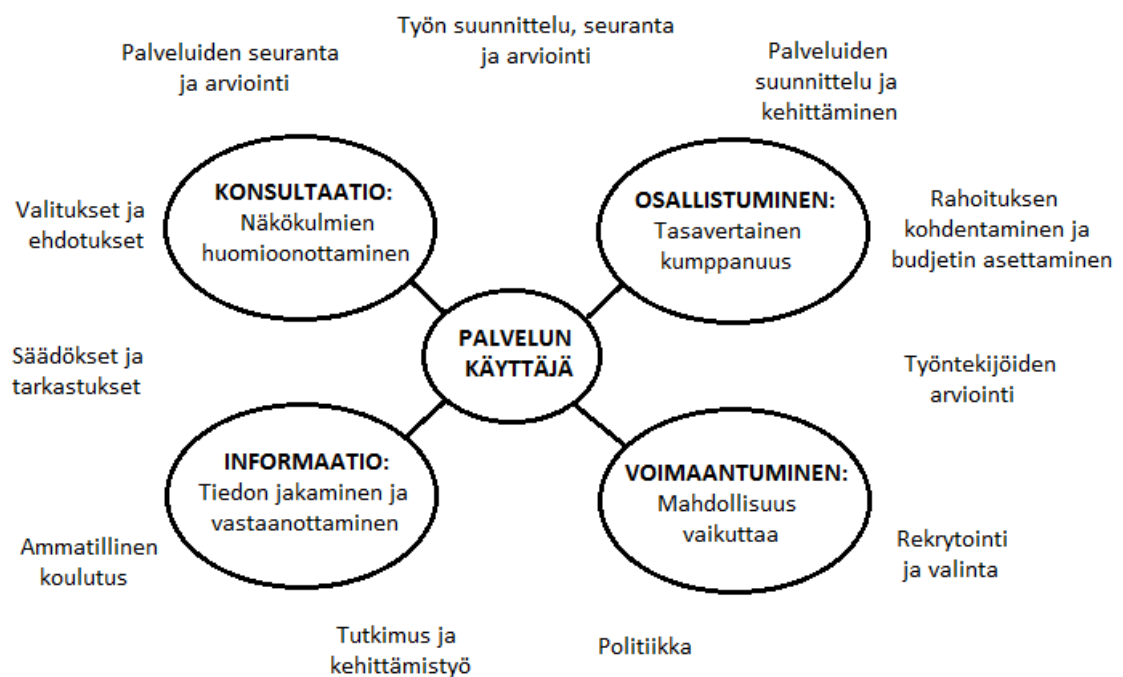 Työn suunnittelu, seuranta
ja arviointi
Palveluiden seuranta
ja arviointi
Palveluiden
suunnittelu ja
kehittäminen
KONSULTAATIO:
Näkökulmien
huomioonottaminen
OSALLISTUMINEN:
Tasavertainen
kumppanuus
Valitukset ja
ehdotukset
Rahoituksen
kohdentaminen ja
budjetin asettaminen
PALVELUN
KÄYTTÄJÄ
Säädökset ja
tarkastukset
Työntekijöiden
arviointi
INFORMAATIO:
Tiedon jakaminen ja
vastaanottaminen
VOIMAANTUMINEN:
Mahdollisuus
vaikuttaa
Ammatillinen
koulutus
Rekrytointi
ja valinta
Tutkimus ja
kehittämistyö
Politiikka